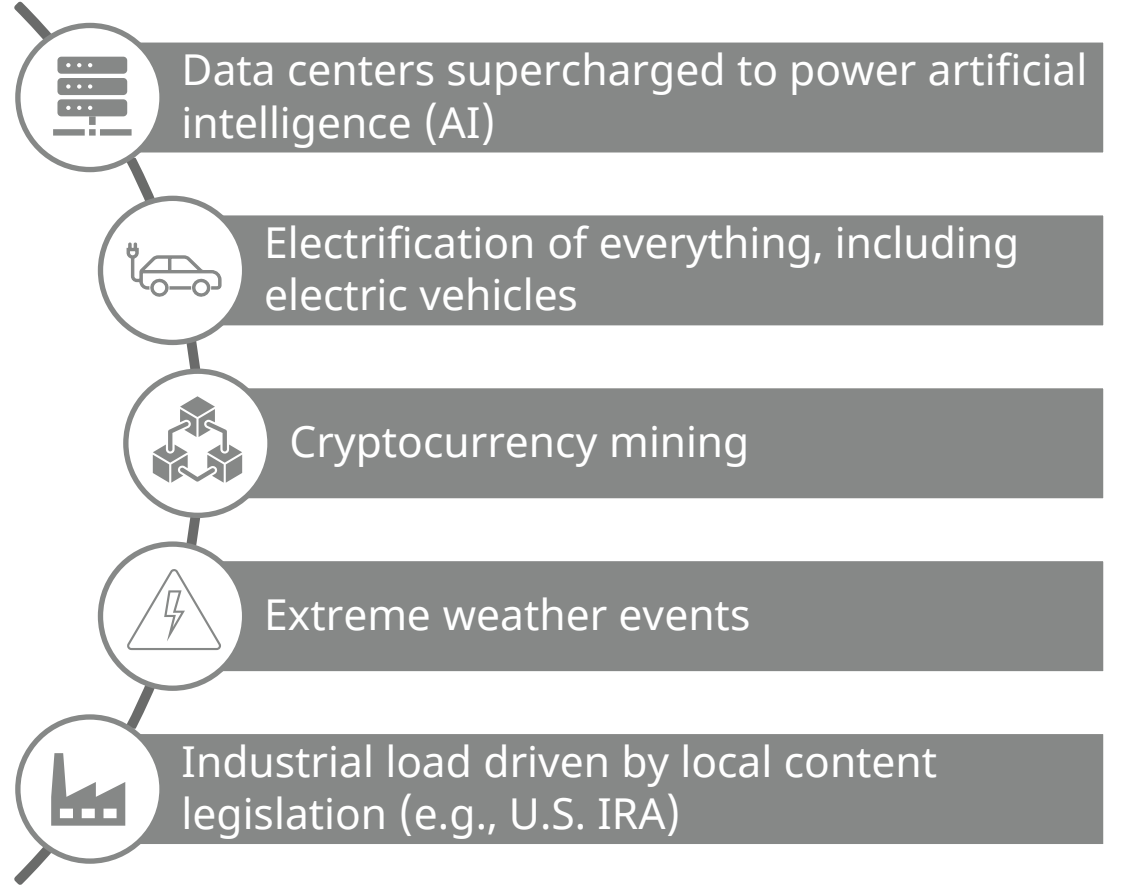 Data centers supercharged to power artificial
intelligence (AI)
Electrification of everything, including
electric vehicles
Cryptocurrency mining
Extreme weather events
Industrial load driven by local content
legislation (e.g., U.S. IRA)